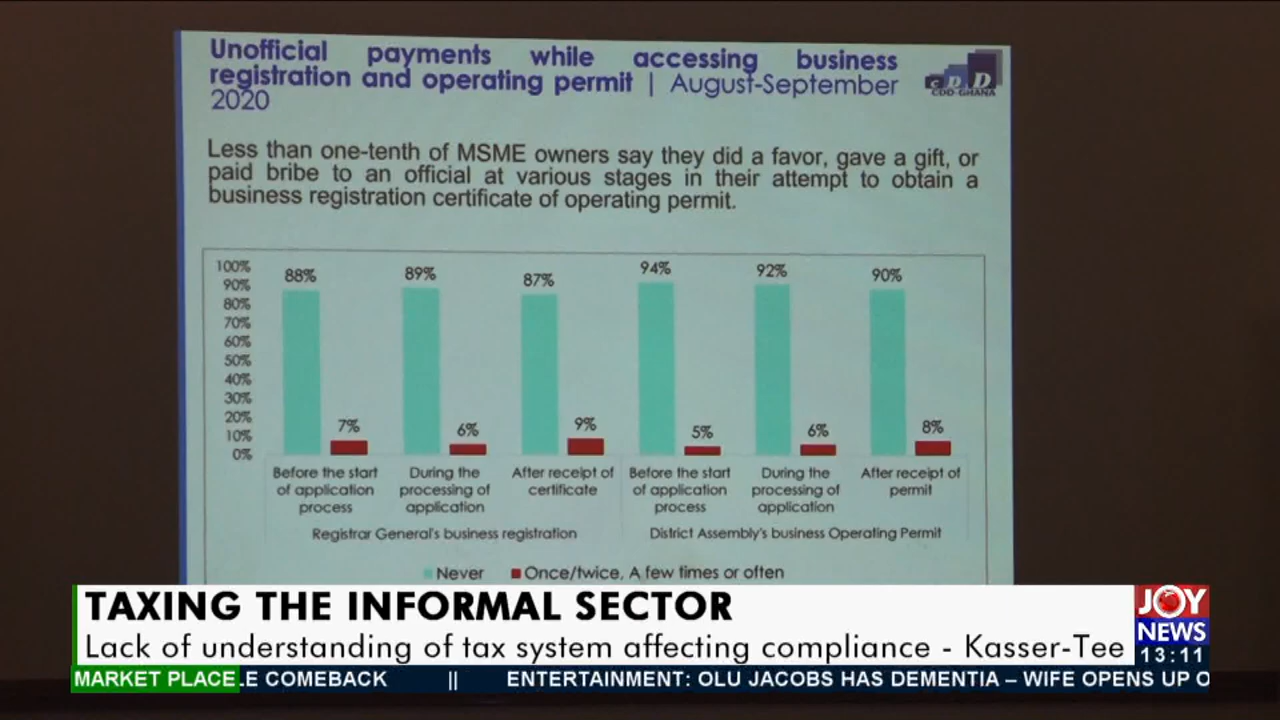 Unofficial payments while accessing business
registration and operating permit | August-September
2020
CDD
CDD-GHANA
Less than one-tenth of MSME owners say they did a favor, gave a gift, or
paid bribe to an official at various stages in their attempt to obtain a
business registration certificate of operating permit.
100%
90%
80%
70%
60%
50%
40%
30%
20%
10%
0%
88%
7%
89%
6%
87%
9%
94%
5%
92%
6%
90%
8%
Before the start
of application
process
During the
processing of
application
After receipt of
certificate
Before the start
of application
process
During the
processing of
application
After receipt of
permit
Registrar General's business registration
District Assembly's business Operating Permit
Never
Once/twice, A few times or often
TAXING THE INFORMAL SECTOR
Lack of understanding of tax system affecting compliance - Kasser-Tee
JOY
NEWS
13:11
MARKET PLACE
LE COMEBACK || ENTERTAINMENT: OLU JACOBS HAS DEMENTIA – WIFE OPENS UP O